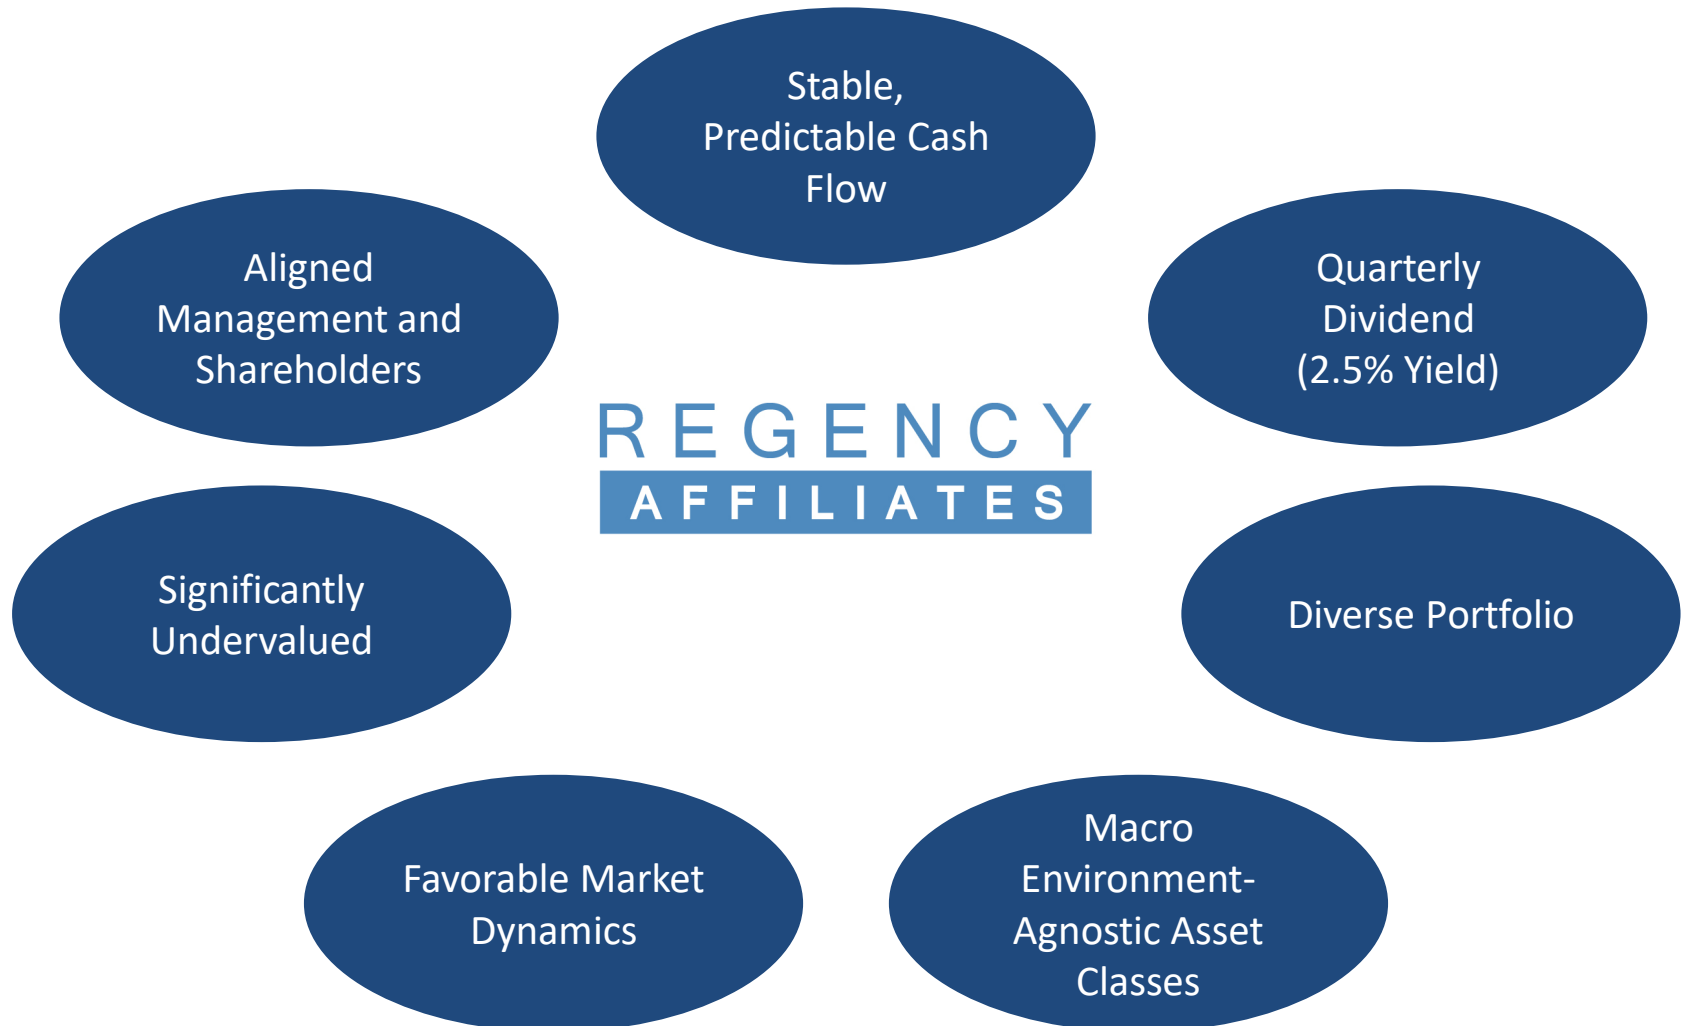 Stable,
Predictable Cash
Flow
Aligned
Management and
Shareholders
Quarterly
Dividend
(2.5% Yield)
REGENCY
AFFILIATES
Significantly
Undervalued
Diverse Portfolio
Favorable Market
Dynamics
Macro
Environment-
Agnostic Asset
Classes